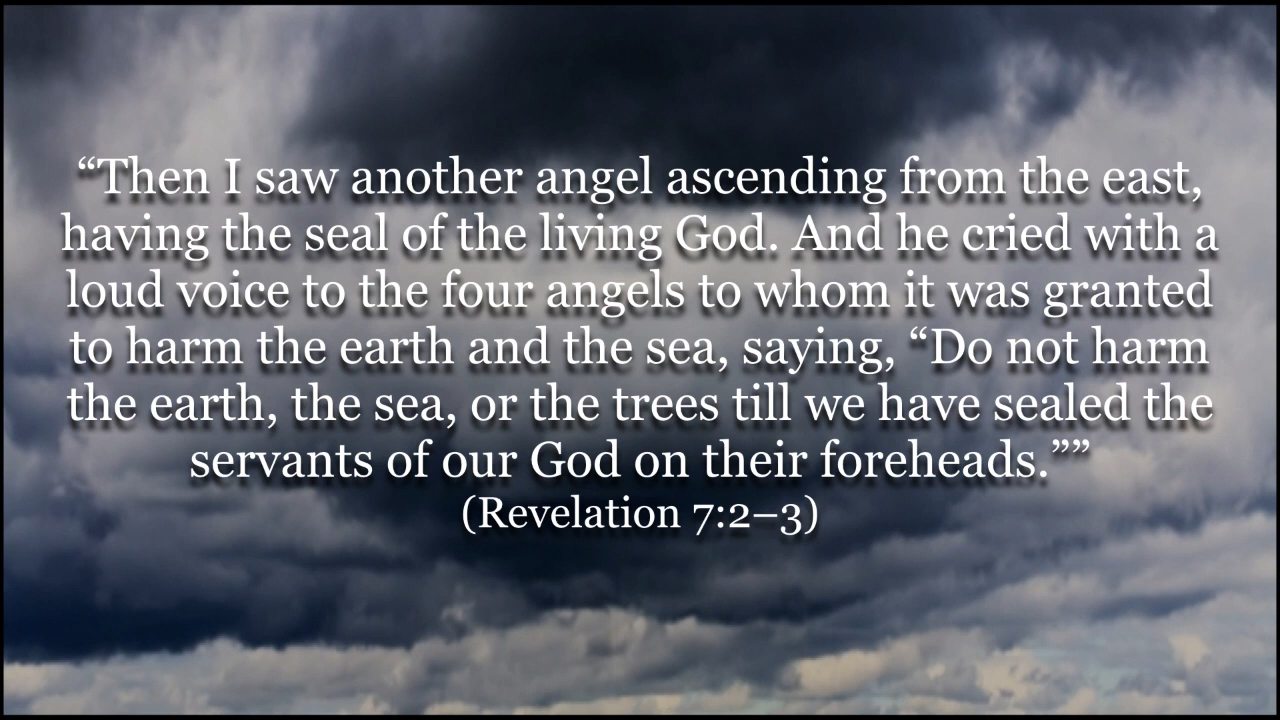 “Then I saw another angel ascending from the east,
having the seal of the living God. And he cried with a
loud voice to the four angels to whom it was granted
to harm the earth and the sea, saying, “Do not harm
the earth, the sea, or the trees till we have sealed the
servants of our God on their foreheads.””
(Revelation 7:2–3)